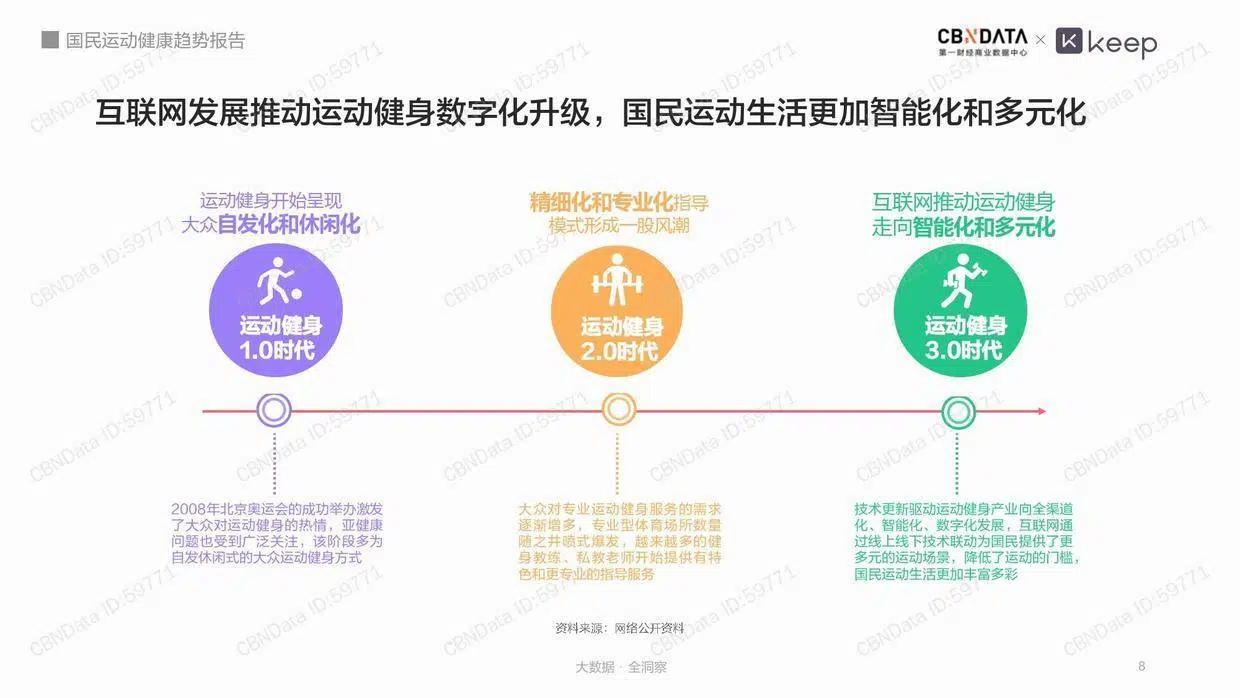 国民运动健康趋势报告
CBNDATA × keep
第一财经商业数据中心
互联网发展推动运动健身数字化升级，国民运动生活更加智能化和多元化
运动健身开始呈现
大众自发化和休闲化
运动健身
1.0时代
2008年北京奥运会的成功举办激发
了大众对运动健身的热情，亚健康
问题也受到广泛关注，该阶段多为
自发休闲式的大众运动健身方式
精细化和专业化指导
模式形成一股风潮
运动健身
2.0时代
大众对专业运动健身服务的需求
逐渐增多，专业型体育场所数量
随之井喷式爆发，越来越多的健
身教练、私教老师开始提供有特
色和更专业的指导服务
互联网推动运动健身
走向智能化和多元化
运动健身
3.0时代
技术更新驱动运动健身产业向全渠道
化、智能化、数字化发展，互联网通
过线上线下技术联动为国民提供了更
多元的运动场景，降低了运动的门槛，
国民运动生活更加丰富多彩
资料来源：网络公开资料
大数据 · 全洞察
8
CBNData ID:59771